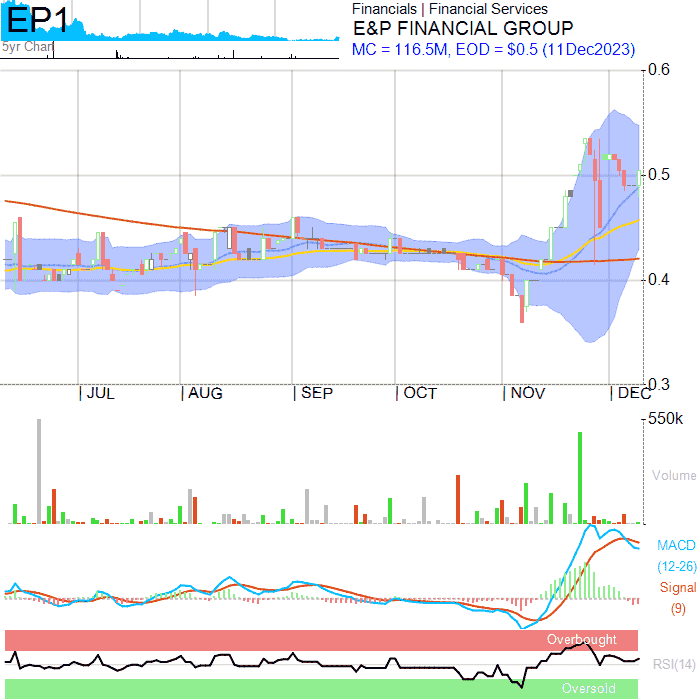 EP1
5yr Chart
Financials | Financial Services
E&P FINANCIAL GROUP
MC = 116.5M, EOD = $0.5 (11Dec2023)
0.6
0.5
0.4
0.3
JUL
AUG
SEP
OCT
NOV
DEC
550k
Volume
MACD
(12-26)
Signal
(9)
Overbought
RSI(14)
Oversold